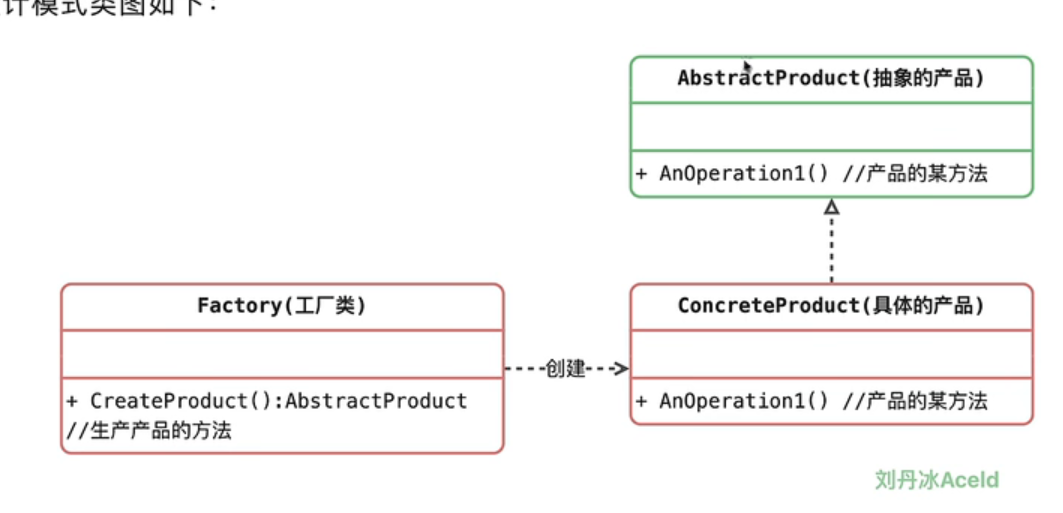 计模式类图如下：
AbstractProduct(抽象的产品)
+ AnOperation1() //产品的某方法
Factory(工厂类)
+ CreateProduct():AbstractProduct
//生产产品的方法
创建
ConcreteProduct(具体的产品)
+ AnOperation1() //产品的某方法
刘丹冰Aceld